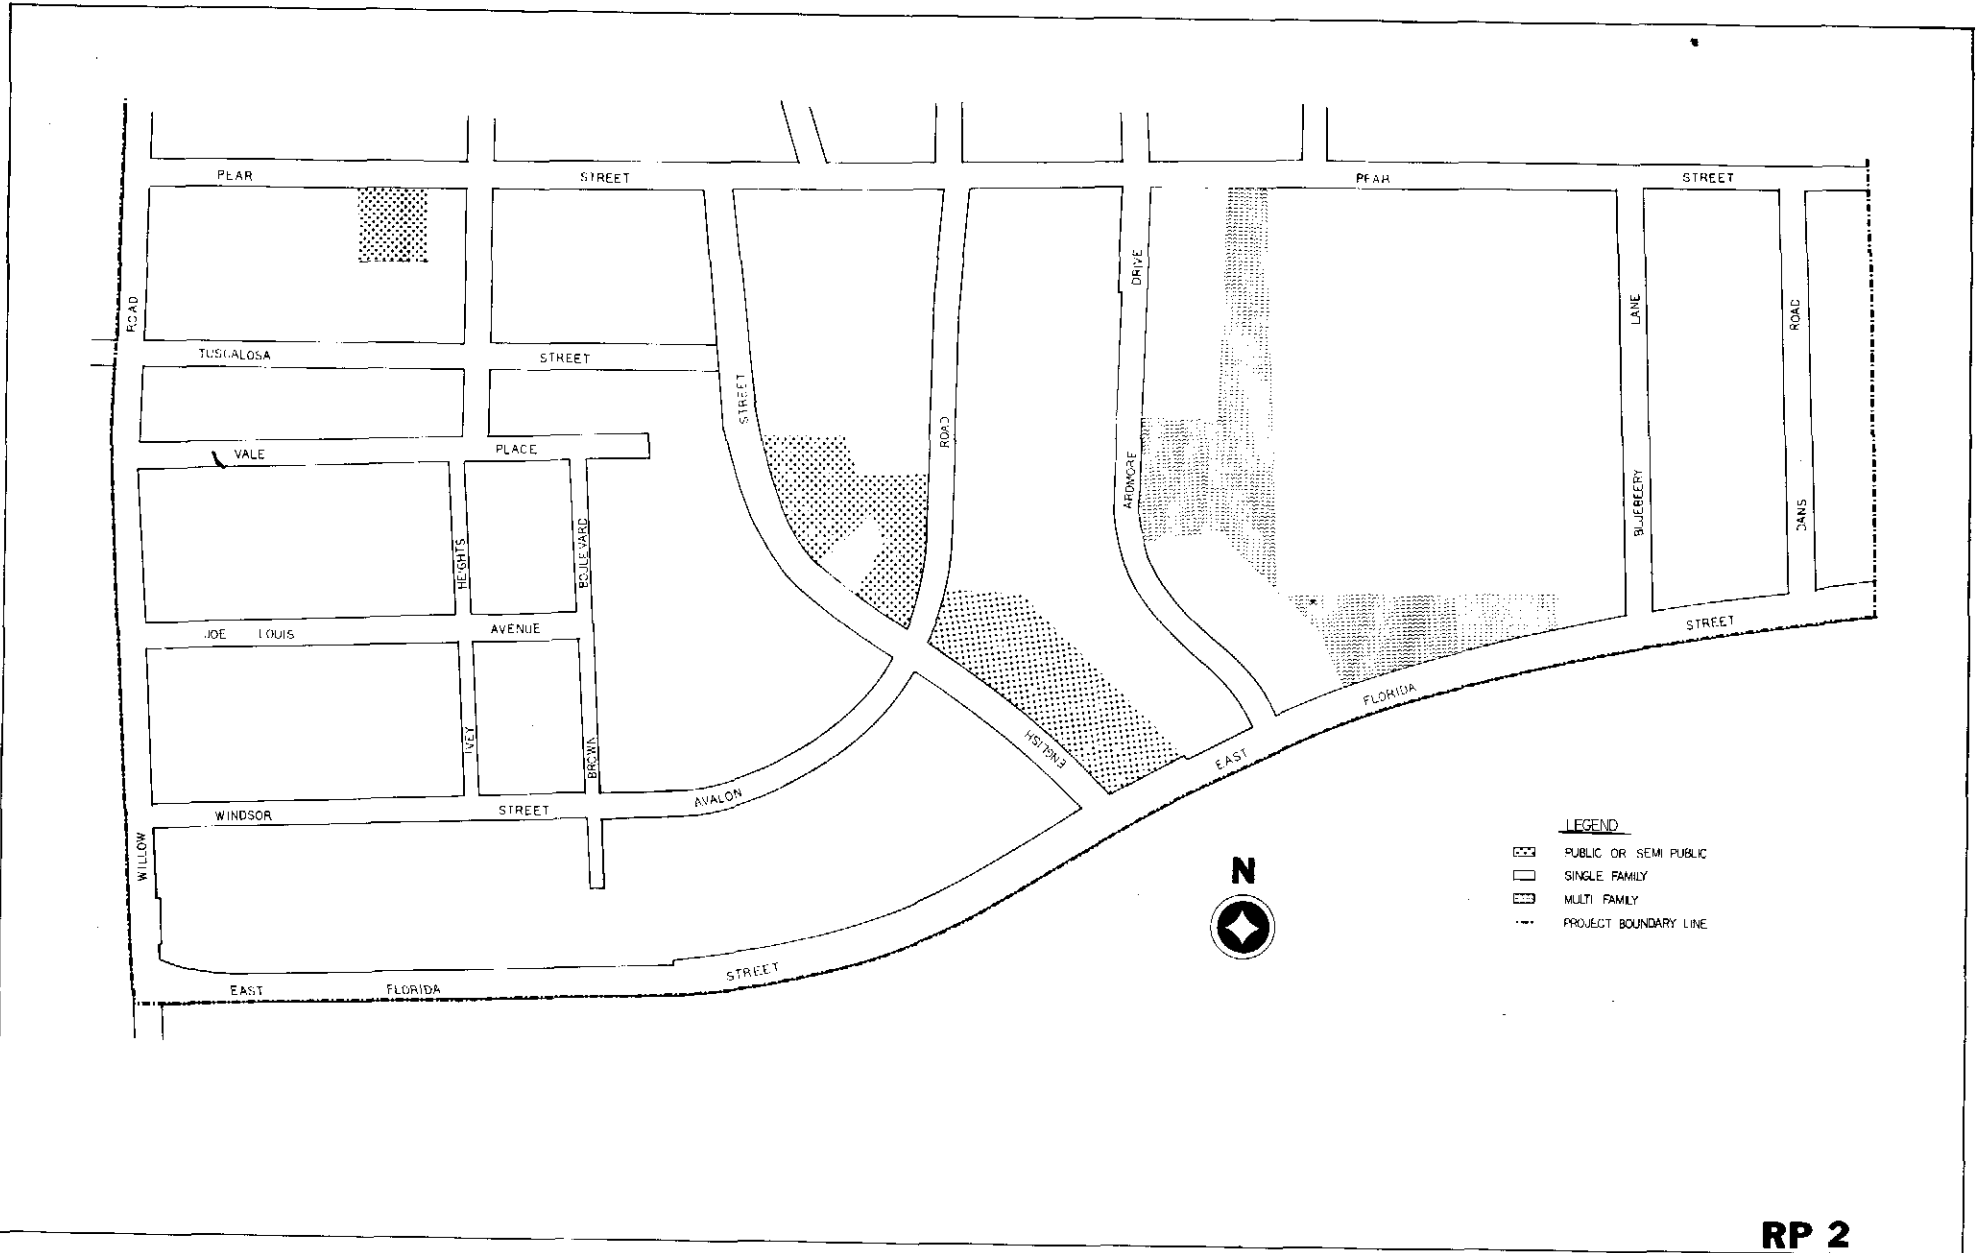 PEAR STREET PEAR STREET
ROAD
DRIVE
LANE
ROAD
TUSCALOSA STREET
STREET
ROAD
ARDMORE
VALE PLACE
BLUEBEERY
DANS
HEIGHTS
BOULEVARD
JOE LOUIS AVENUE
STREET
FLORIDA
IVEY
BROWN
ENGLISH
EAST
AVALON
WINDSOR STREET
WILLOW
STREET
EAST FLORIDA
LEGEND
PUBLIC OR SEMI PUBLIC
SINGLE FAMILY
MULTI FAMILY
PROJECT BOUNDARY LINE
N
RP 2